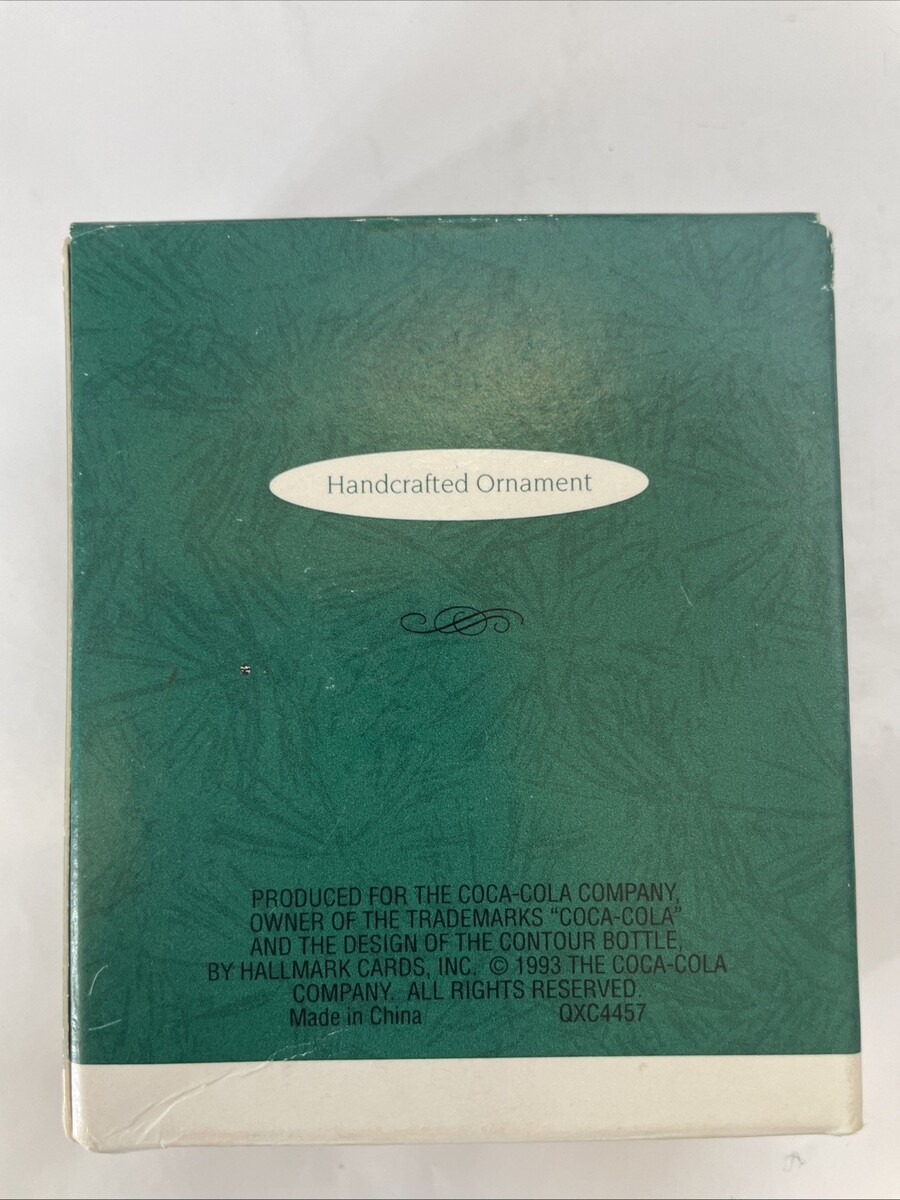 Handcrafted Ornament
PRODUCED FOR THE COCA-COLA COMPANY,
OWNER OF THE TRADEMARKS “COCA-COLA”
AND THE DESIGN OF THE CONTOUR BOTTLE,
BY HALLMARK CARDS, INC. © 1993 THE COCA-COLA
COMPANY. ALL RIGHTS RESERVED.
Made in China QXC4457